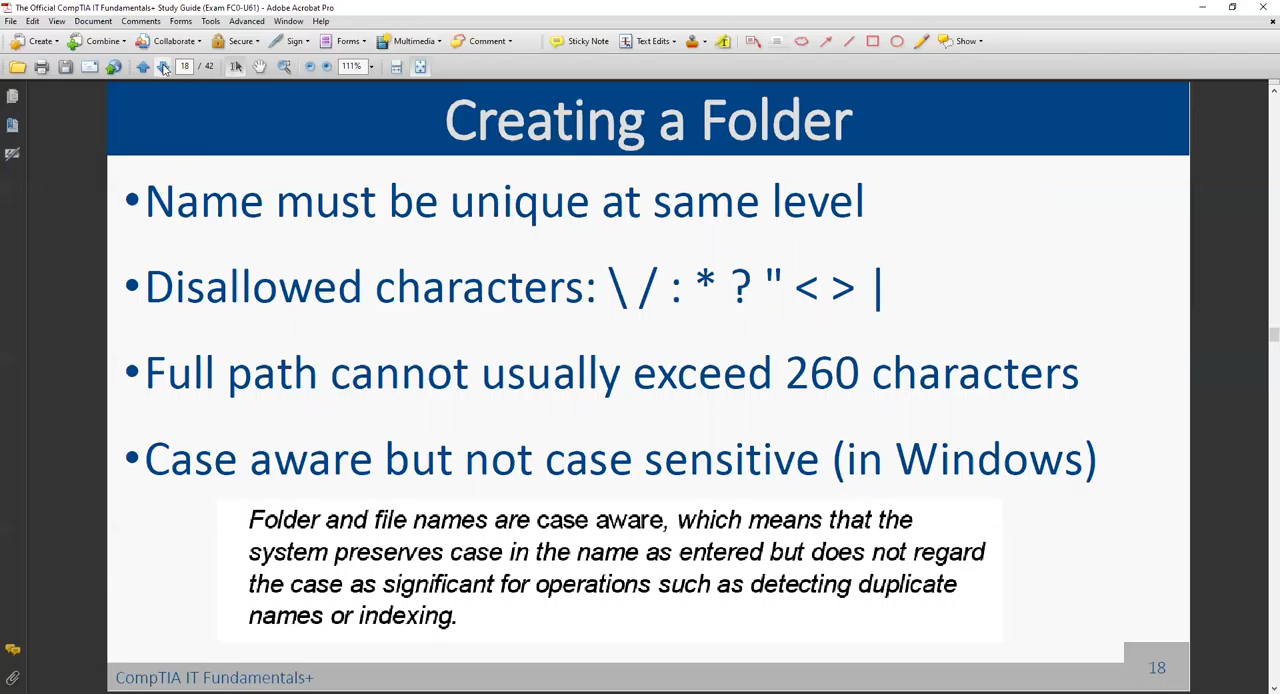 The Official CompTIA IT Fundamentals+ Study Guide (Exam FC0-U61) - Adobe Acrobat Pro
File Edit View Document Comments Forms Tools Advanced Window Help
Create Combine Collaborate Secure Sign Forms Multimedia Comment Sticky Note Text Edits Show
18 / 42 111%
Creating a Folder
•Name must be unique at same level
•Disallowed characters: \ / : * ? " < > |
•Full path cannot usually exceed 260 characters
•Case aware but not case sensitive (in Windows)
Folder and file names are case aware, which means that the
system preserves case in the name as entered but does not regard
the case as significant for operations such as detecting duplicate
names or indexing.
CompTIA IT Fundamentals+
18